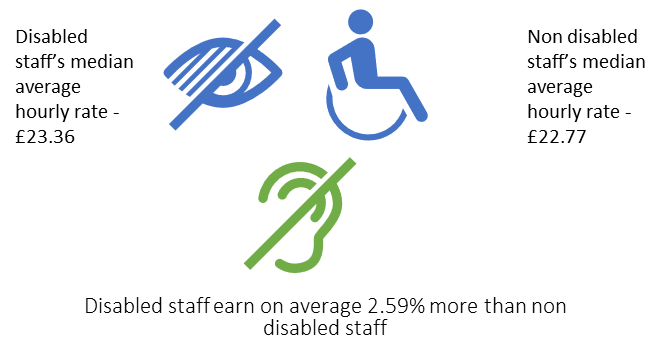 Disabled
staff’s median
average
hourly rate -
£23.36
Non disabled
staff’s median
average
hourly rate -
£22.77
Disabled staff earn on average 2.59% more than non
disabled staff